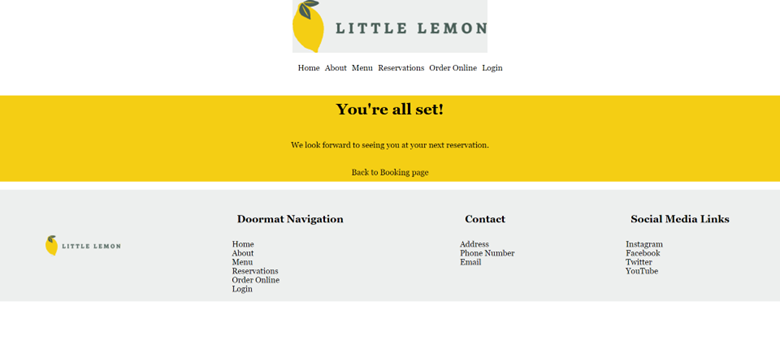 LITTLE LEMON
Home About Menu Reservations Order Online Login
You're all set!
We look forward to seeing you at your next reservation.
Back to Booking page
LITTLE LEMON
Doormat Navigation
Home
About
Menu
Reservations
Order Online
Login
Contact
Address
Phone Number
Email
Social Media Links
Instagram
Facebook
Twitter
YouTube